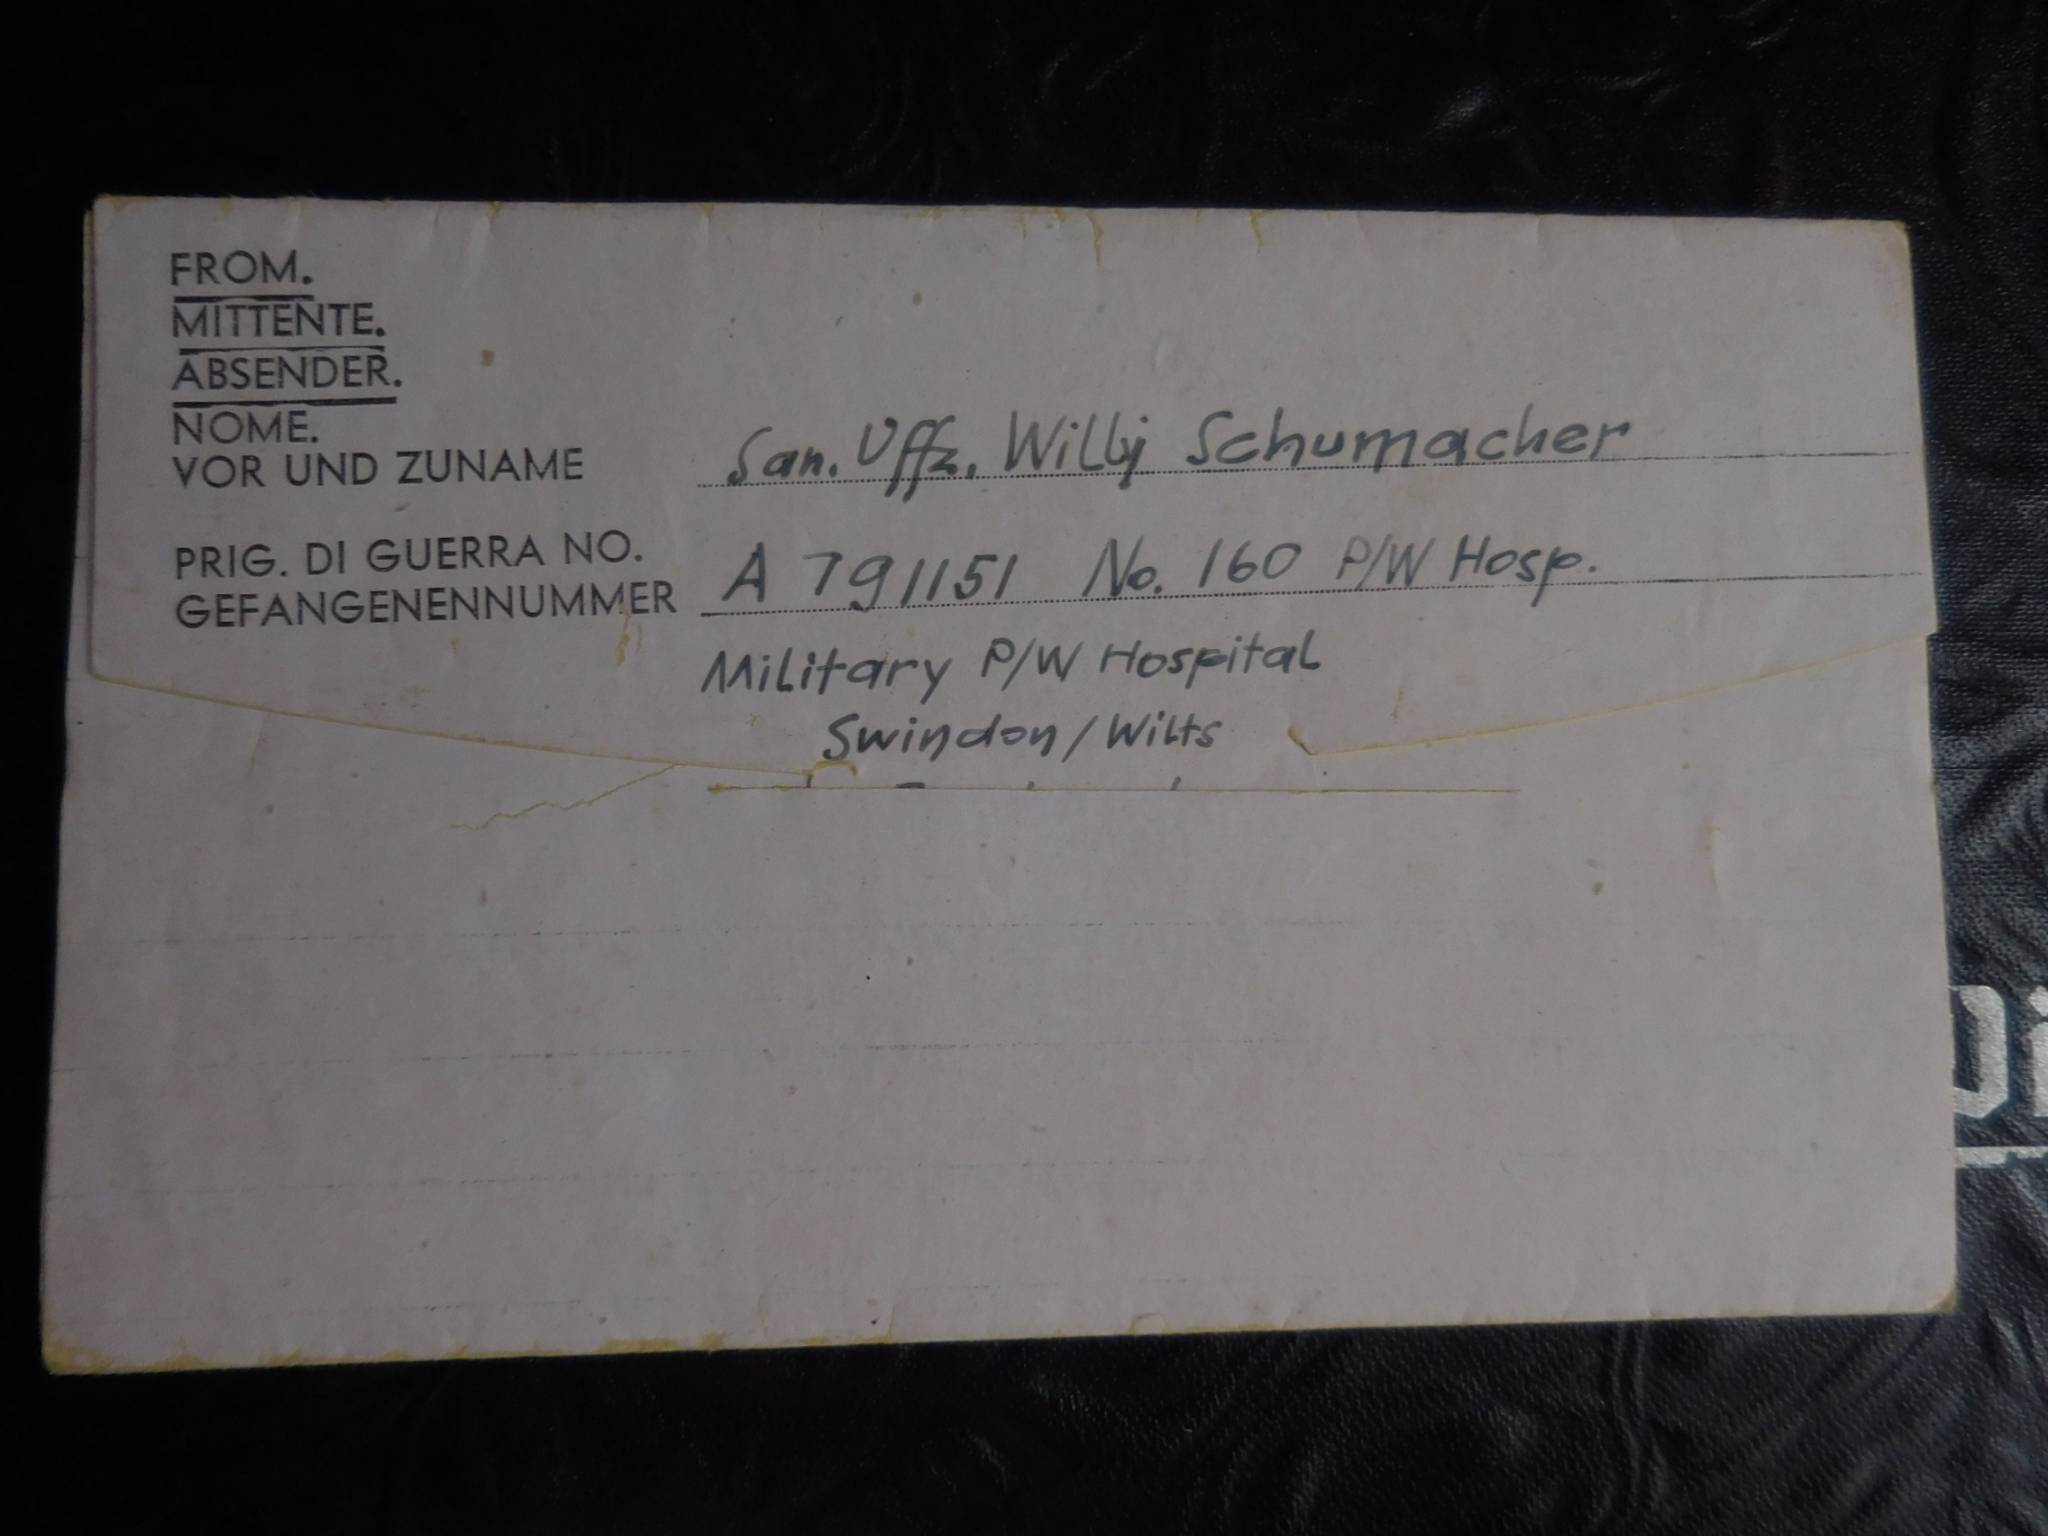 FROM.
MITTENTE.
ABSENDER.
NOME.
VOR UND ZUNAME San. Uffz. Willy Schumacher
PRIG. DI GUERRA NO.
GEFANGENENNUMMER A 791151 No. 160 P/W Hosp.
Military P/W Hospital
Swindon/Wilts